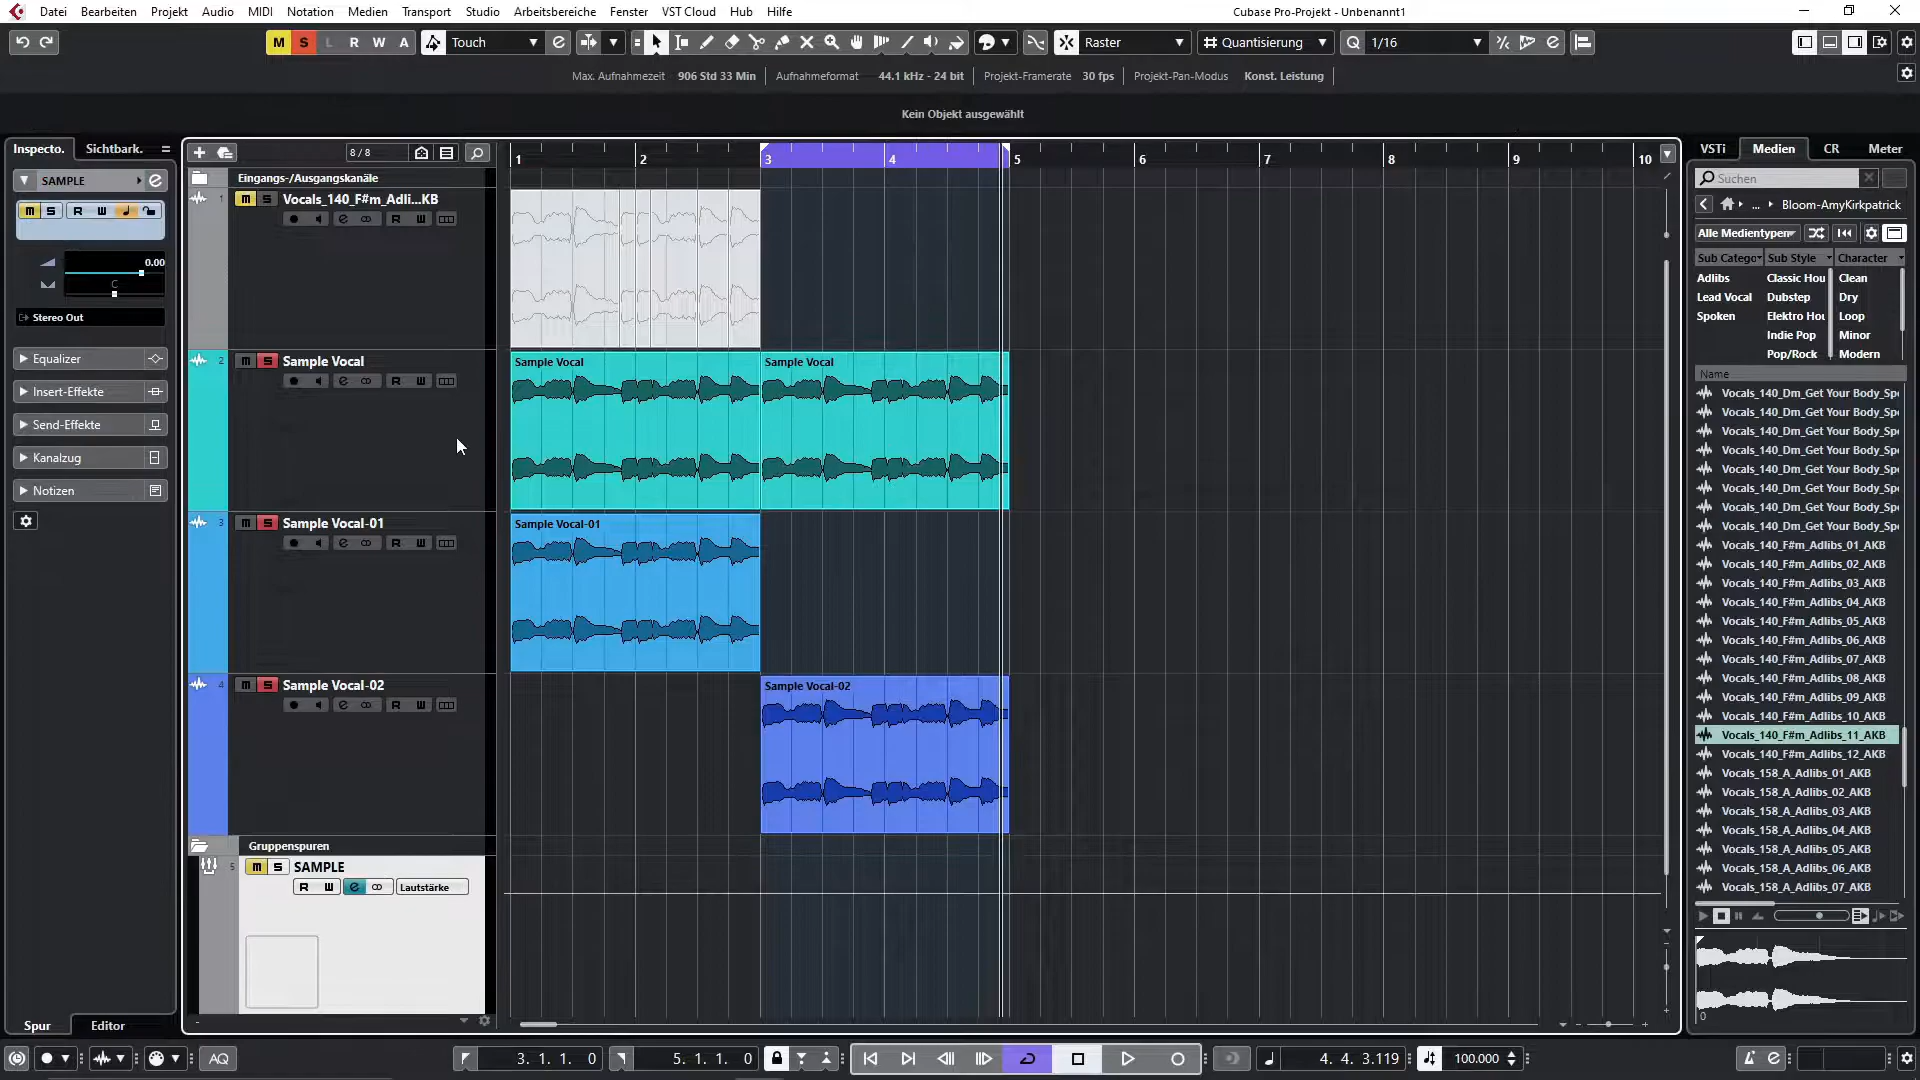 Datei Bearbeiten Projekt Audio MIDI Notation Medien Transport Studio Arbeitsbereiche Fenster VST Cloud Hub Hilfe
Cubase Pro-Projekt - Unbenannt1
M S L R W A Touch Raster Quantisierung Q 1/16
Max. Aufnahmezeit 906 Std 33 Min Aufnahmeformat 44.1 kHz - 24 bit Projekt-Framerate 30 fps Projekt-Pan-Modus Konst. Leistung
Kein Objekt ausgewählt
Inspecto. Sichtbark.
SAMPLE
M S R W
0.00
C
Stereo Out
Equalizer
Insert-Effekte
Send-Effekte
Kanalzug
Notizen
Spur Editor
8/8
1 2 3 4 5 6 7 8 9 10
Eingangs-/Ausgangskanäle
1 M S Vocals_140_F#m_Adli...KB
R W
2 M S Sample Vocal
R W
Sample Vocal Sample Vocal
3 M S Sample Vocal-01
R W
Sample Vocal-01
4 M S Sample Vocal-02
R W
Sample Vocal-02
Gruppenspuren
5 M S SAMPLE
R W Lautstärke
VSTi Medien CR Meter
Suchen
... Bloom-AmyKirkpatrick
Alle Medientypen
Sub Catego Sub Style Character
Adlibs Classic Hou Clean
Lead Vocal Dubstep Dry
Spoken Elektro Hou Loop
Indie Pop Minor
Pop/Rock Modern
Name
Vocals_140_Dm_Get Your Body_Spo
Vocals_140_Dm_Get Your Body_Spo
Vocals_140_Dm_Get Your Body_Spo
Vocals_140_Dm_Get Your Body_Spo
Vocals_140_Dm_Get Your Body_Spo
Vocals_140_Dm_Get Your Body_Spo
Vocals_140_Dm_Get Your Body_Spo
Vocals_140_Dm_Get Your Body_Spo
Vocals_140_F#m_Adlibs_01_AKB
Vocals_140_F#m_Adlibs_02_AKB
Vocals_140_F#m_Adlibs_03_AKB
Vocals_140_F#m_Adlibs_04_AKB
Vocals_140_F#m_Adlibs_05_AKB
Vocals_140_F#m_Adlibs_06_AKB
Vocals_140_F#m_Adlibs_07_AKB
Vocals_140_F#m_Adlibs_08_AKB
Vocals_140_F#m_Adlibs_09_AKB
Vocals_140_F#m_Adlibs_10_AKB
Vocals_140_F#m_Adlibs_11_AKB
Vocals_140_F#m_Adlibs_12_AKB
Vocals_158_A_Adlibs_01_AKB
Vocals_158_A_Adlibs_02_AKB
Vocals_158_A_Adlibs_03_AKB
Vocals_158_A_Adlibs_04_AKB
Vocals_158_A_Adlibs_05_AKB
Vocals_158_A_Adlibs_06_AKB
Vocals_158_A_Adlibs_07_AKB
0
AQ 3. 1. 1. 0 5. 1. 1. 0 4. 4. 3.119 100.000